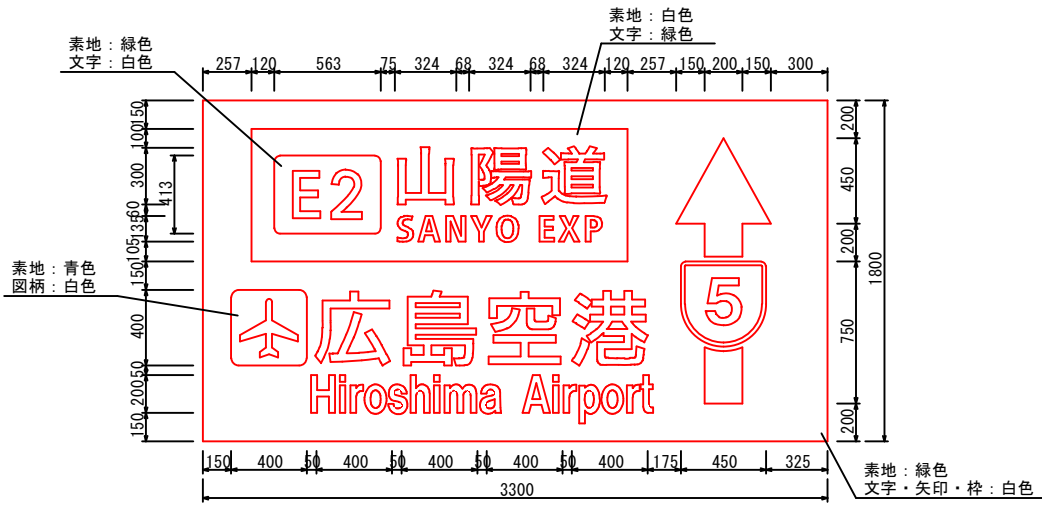 素地：緑色
文字：白色
素地：白色
文字：緑色
257 120 563 75 324 68 324 68 324 120 257 150 200 150 300
150
100
300
60
135
105
150
400
50
200
150
413
E2
山陽道
SANYO EXP
素地：青色
図柄：白色
広島空港
Hiroshima Airport
5
200
450
200
750
200
1800
150 400 50 400 50 400 50 400 50 400 175 450 325
3300
素地：緑色
文字・矢印・枠：白色